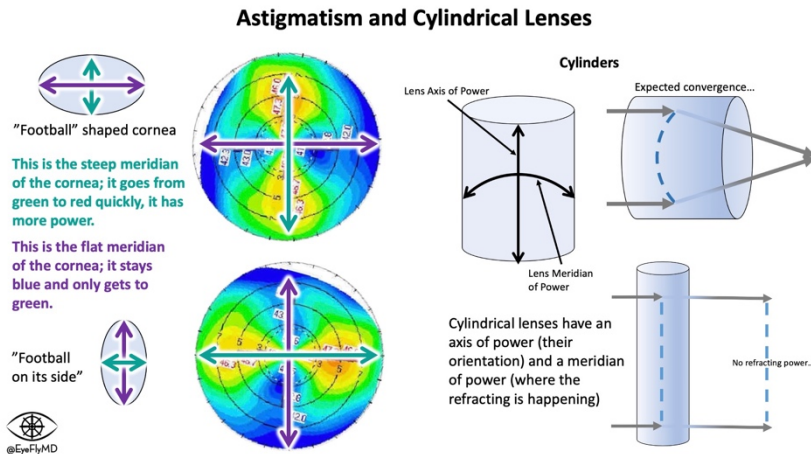 Astigmatism and Cylindrical Lenses
"Football" shaped cornea
This is the steep meridian
of the cornea; it goes from
green to red quickly, it has
more power.
This is the flat meridian
of the cornea; it stays
blue and only gets to
green.
"Football
on its side"
@EyeFlyMD
Cylinders
Lens Axis of Power
Expected convergence...
Lens Meridian
of Power
Cylindrical lenses have an
axis of power (their
orientation) and a meridian
of power (where the
refracting is happening)
No refracting power...